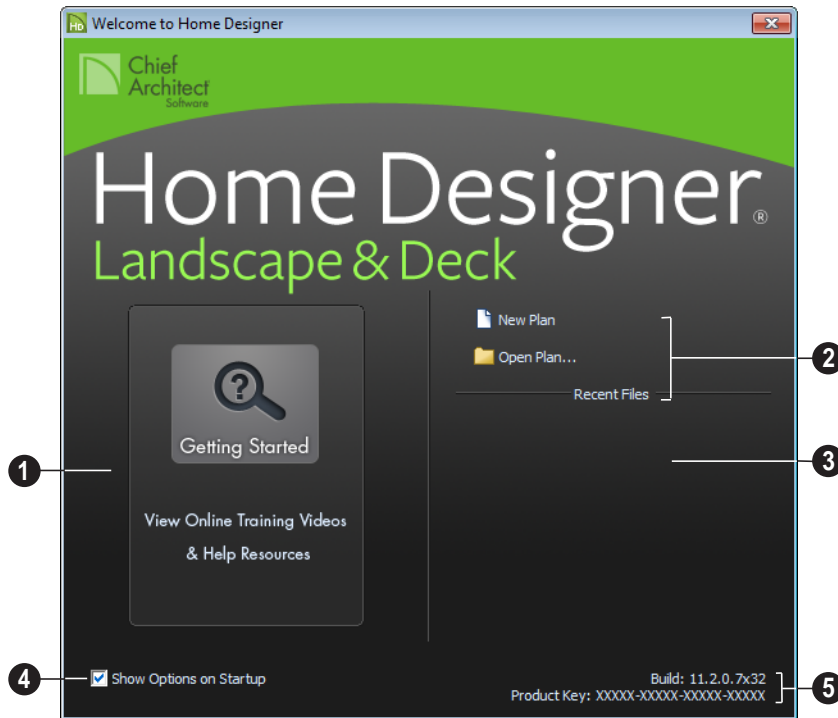 Welcome to Home Designer
Chief
Architect
Software
Home Designer®
Landscape & Deck
New Plan
Open Plan...
2
Recent Files
Getting Started
1
3
View Online Training Videos
& Help Resources
4
Show Options on Startup
Build: 11.2.0.7x32
Product Key: XXXXX-XXXXX-XXXXX-XXXXX
5